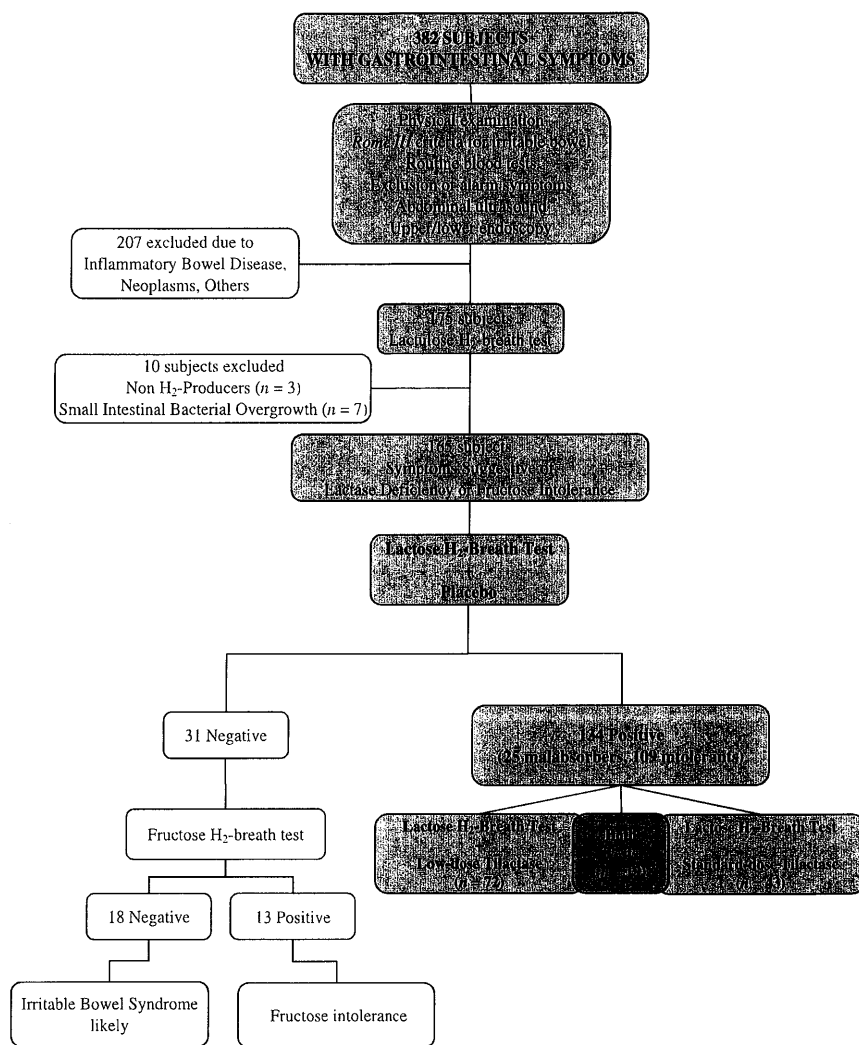 382 SUBJECTS
WITH GASTROINTESTINAL SYMPTOMS
Physical examination
Rome III criteria for irritable bowel
Routine blood tests
Exclusion of alarm symptoms
Abdominal ultrasound
Upper/lower endoscopy
207 excluded due to
Inflammatory Bowel Disease,
Neoplasms, Others
175 subjects
Lactulose H₂-breath test
10 subjects excluded
Non H₂-Producers (n = 3)
Small Intestinal Bacterial Overgrowth (n = 7)
165 subjects
Symptoms Suggestive of
Lactase Deficiency or Fructose Intolerance
Lactose H₂-Breath Test
+
Placebo
31 Negative
134 Positive
(25 malabsorbers, 109 intolerants)
Fructose H₂-breath test
Lactose H₂-Breath Test
Low-dose Tilactase
(n = 72)
Lactose H₂-Breath Test
Standard-dose Tilactase
18 Negative
13 Positive
Irritable Bowel Syndrome
likely
Fructose intolerance